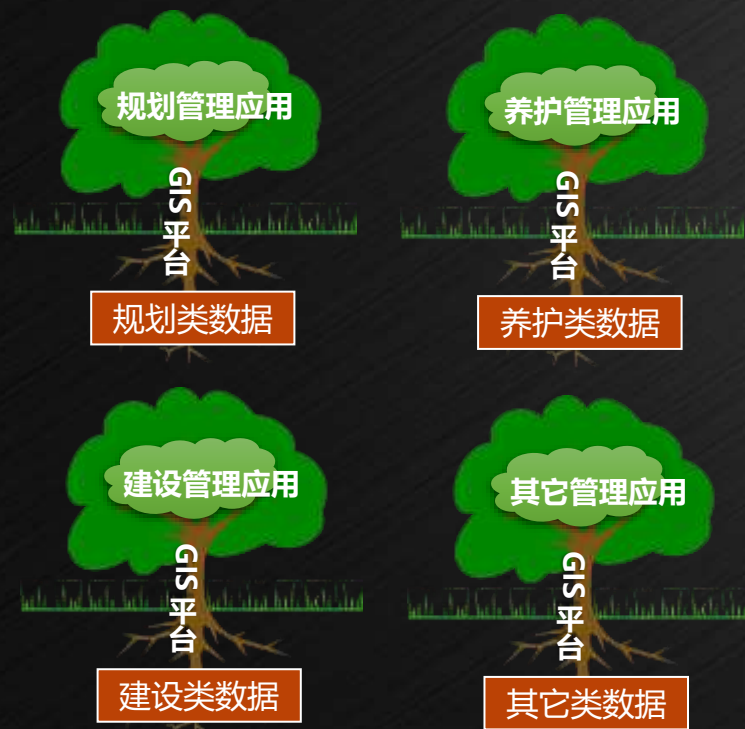 规划管理应用
GIS平台
规划类数据
养护管理应用
GIS平台
养护类数据
建设管理应用
GIS平台
建设类数据
其它管理应用
GIS平台
其它类数据